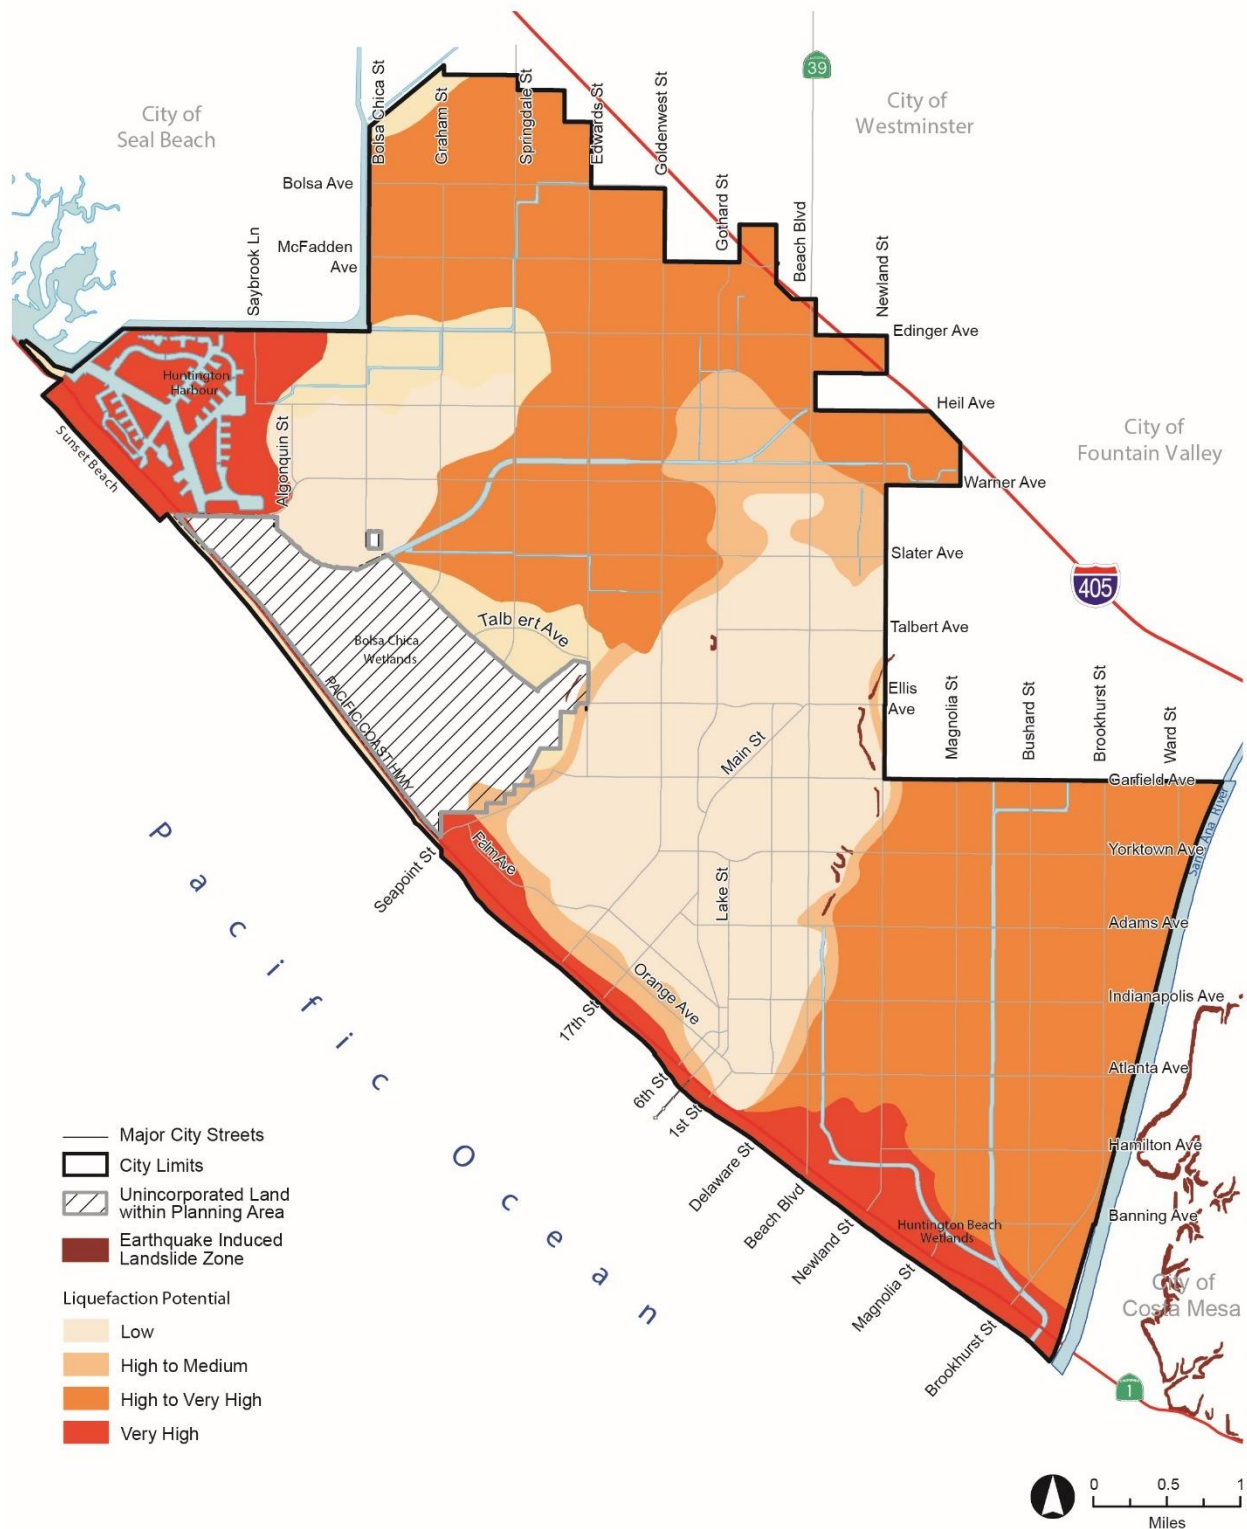 39
City of
Seal Beach
City of
Westminster
Bolsa Chica St
Graham St
Springdale St
Edwards St
Goldenwest St
Gothard St
Beach Blvd
Newland St
Saybrook Ln
Bolsa Ave
McFadden
Ave
Edinger Ave
Heil Ave
City of
Fountain Valley
Huntington
Harbour
Sunset Beach
Algonquin St
Warner Ave
Slater Ave
405
Talbert Ave
Talbert Ave
Bolsa Chica
Wetlands
PACIFIC COAST HWY
Ellis
Ave
Magnolia St
Bushard St
Brookhurst St
Ward St
Main St
Garfield Ave
Santa Ana River
Seapoint St
Palm Ave
Yorktown Ave
Lake St
Adams Ave
Orange Ave
Indianapolis Ave
17th St
Atlanta Ave
6th St
1st St
Hamilton Ave
Delaware St
Beach Blvd
Newland St
Magnolia St
Brookhurst St
Huntington Beach
Wetlands
Banning Ave
City of
Costa Mesa
1
Pacific Ocean
Major City Streets
City Limits
Unincorporated Land
within Planning Area
Earthquake Induced
Landslide Zone
Liquefaction Potential
Low
High to Medium
High to Very High
Very High
0 0.5 1
Miles